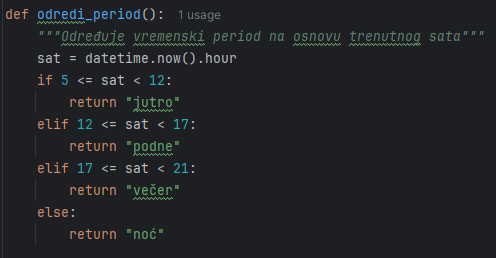 def odredi_period(): 1 usage
"""Određuje vremenski period na osnovu trenutnog sata"""
sat = datetime.now().hour
if 5 <= sat < 12:
return "jutro"
elif 12 <= sat < 17:
return "podne"
elif 17 <= sat < 21:
return "večer"
else:
return "noć"